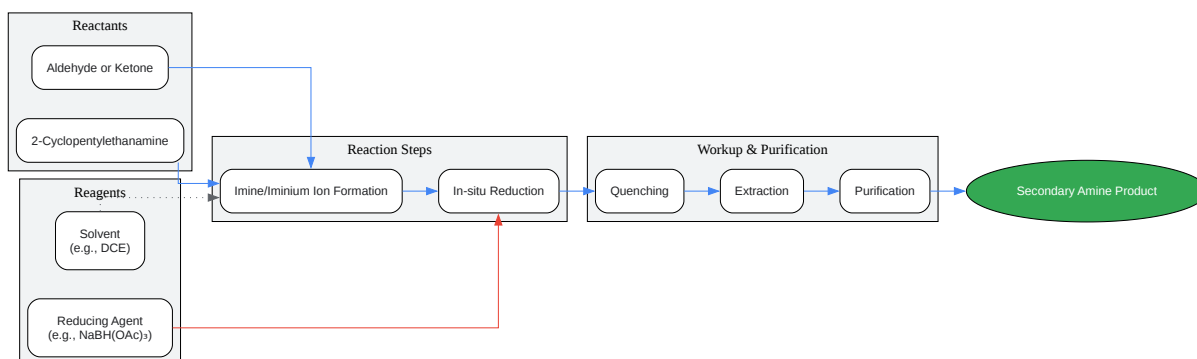 Reactants
Aldehyde or Ketone
2-Cyclopentylethanamine
Reagents
Solvent
(e.g., DCE)
Reducing Agent
(e.g., NaBH(OAc)₃)
Reaction Steps
Imine/Iminium Ion Formation
In-situ Reduction
Workup & Purification
Quenching
Extraction
Purification
Secondary Amine Product